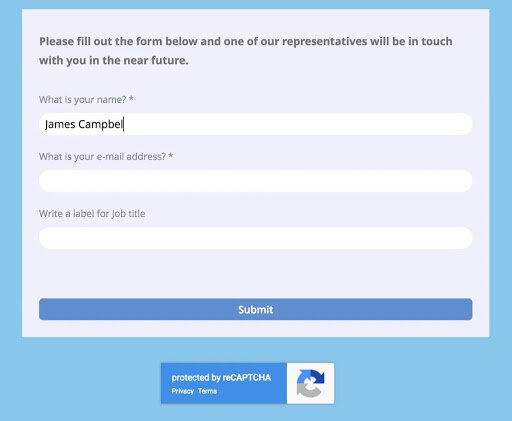 Please fill out the form below and one of our representatives will be in touch
with you in the near future.
What is your name? *
James Campbel
What is your e-mail address? *
Write a label for Job title
Submit
protected by reCAPTCHA
Privacy Terms